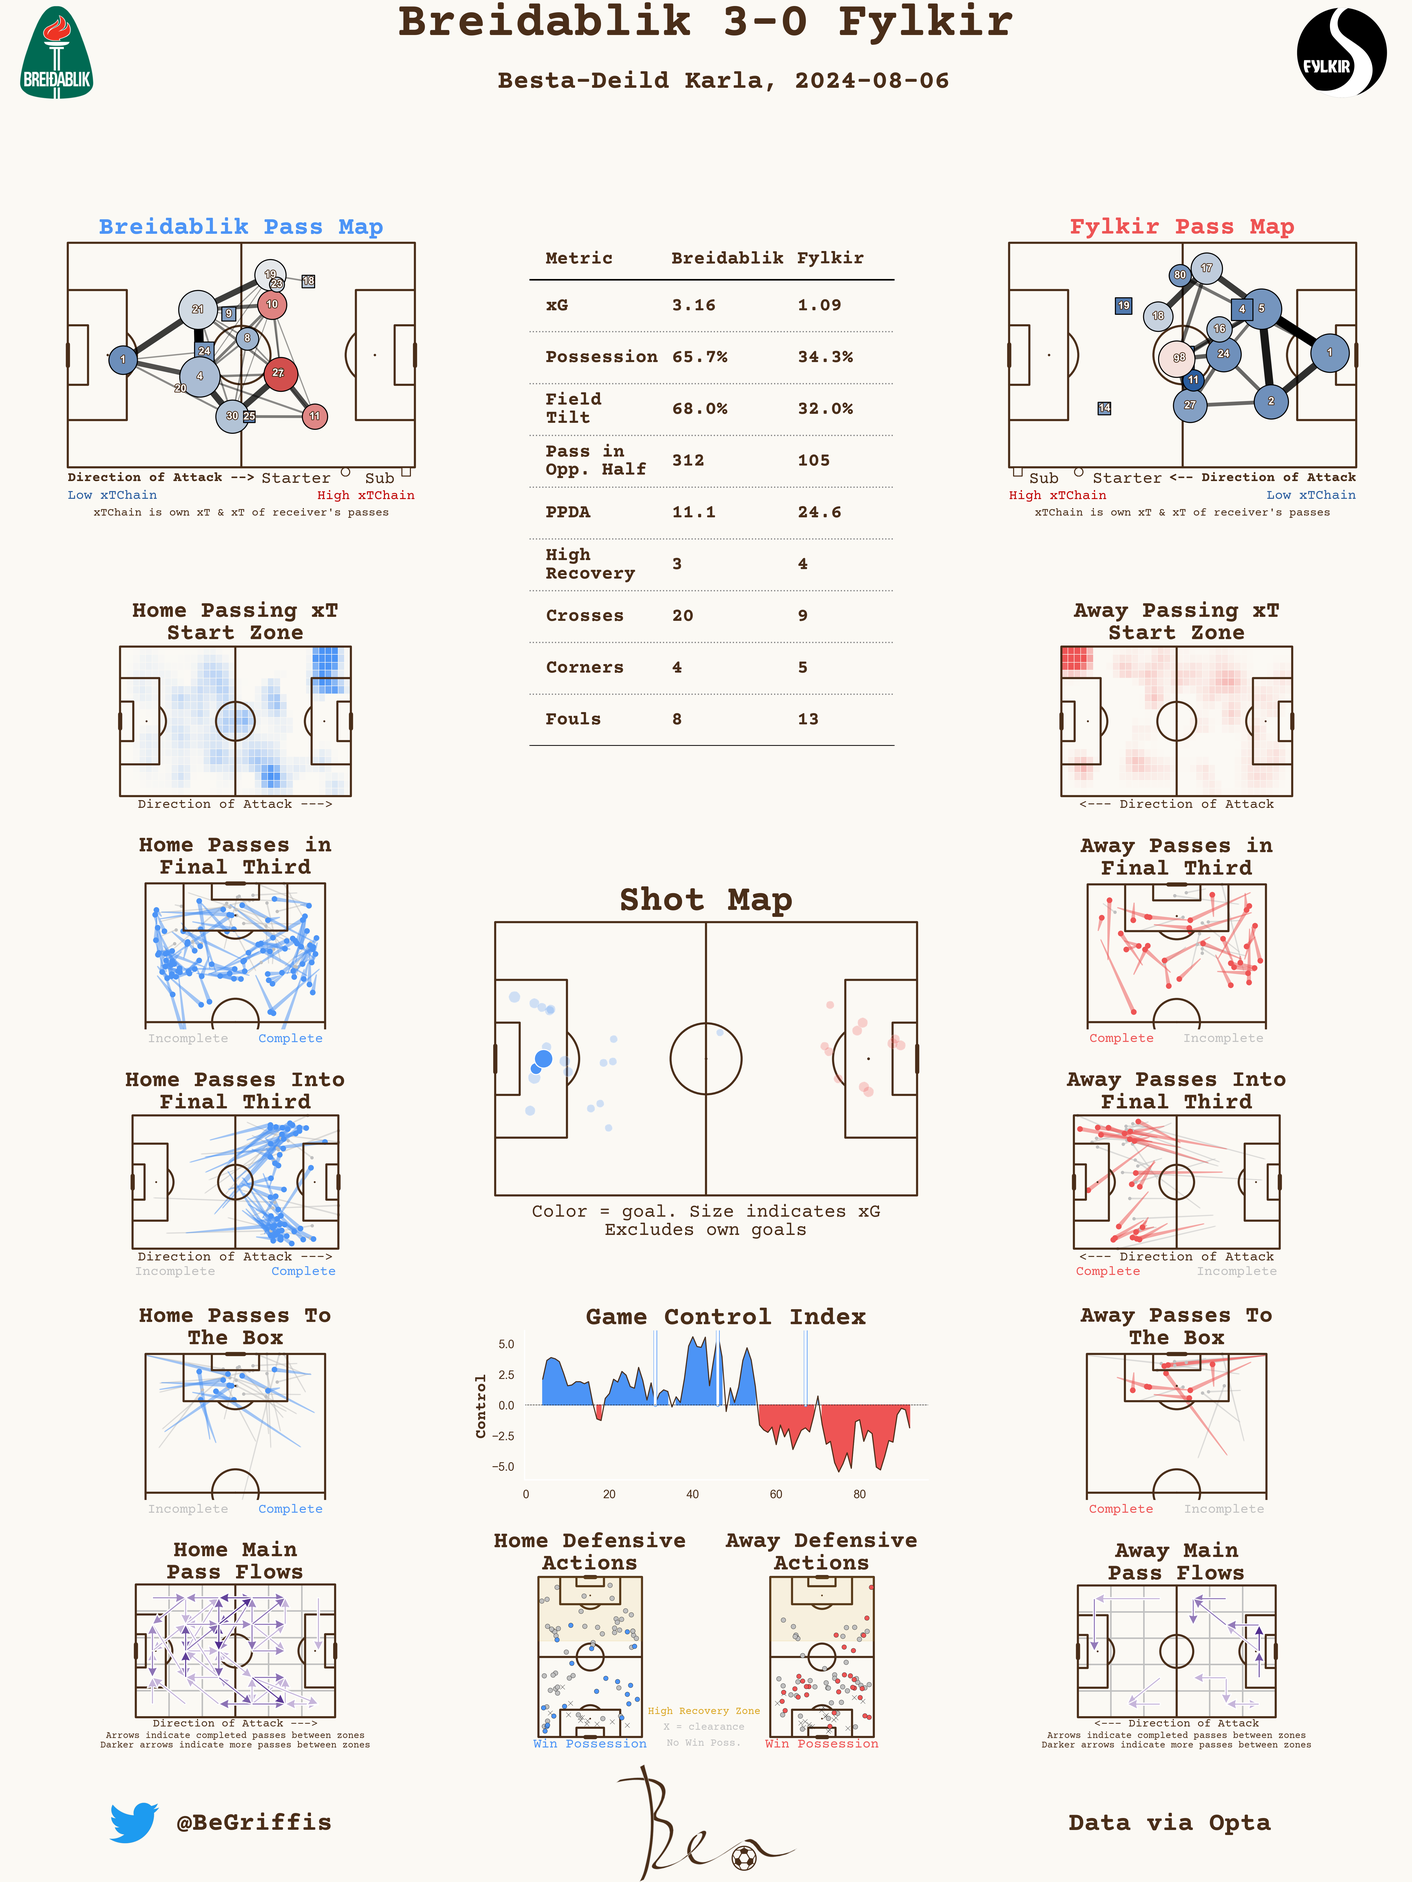 Breidablik 3-0 Fylkir
Besta-Deild Karla, 2024-08-06
BREIÐABLIK
FYLKIR
Breidablik Pass Map
19
23
18
10
21
9
8
24
1
4
27
20
30
25
11
Direction of Attack --> Starter Sub
Low xTChain High xTChain
xTChain is own xT & xT of receiver's passes
Metric Breidablik Fylkir
xG 3.16 1.09
Possession 65.7% 34.3%
Field
Tilt 68.0% 32.0%
Pass in
Opp. Half 312 105
PPDA 11.1 24.6
High
Recovery 3 4
Crosses 20 9
Corners 4 5
Fouls 8 13
Fylkir Pass Map
80
17
19
4
5
18
16
98
24
1
11
27
2
14
Sub Starter <-- Direction of Attack
High xTChain Low xTChain
xTChain is own xT & xT of receiver's passes
Home Passing xT
Start Zone
Direction of Attack --->
Away Passing xT
Start Zone
<--- Direction of Attack
Home Passes in
Final Third
Incomplete Complete
Away Passes in
Final Third
Complete Incomplete
Shot Map
Color = goal. Size indicates xG
Excludes own goals
Home Passes Into
Final Third
Direction of Attack --->
Incomplete Complete
Away Passes Into
Final Third
<--- Direction of Attack
Complete Incomplete
Home Passes To
The Box
Incomplete Complete
Game Control Index
Control
5.0
2.5
0.0
−2.5
−5.0
0 20 40 60 80
Away Passes To
The Box
Complete Incomplete
Home Main
Pass Flows
Direction of Attack --->
Arrows indicate completed passes between zones
Darker arrows indicate more passes between zones
Home Defensive
Actions
Win Possession
High Recovery Zone
X = clearance
No Win Poss.
Away Defensive
Actions
Win Possession
Away Main
Pass Flows
<--- Direction of Attack
Arrows indicate completed passes between zones
Darker arrows indicate more passes between zones
@BeGriffis
Ben
Data via Opta